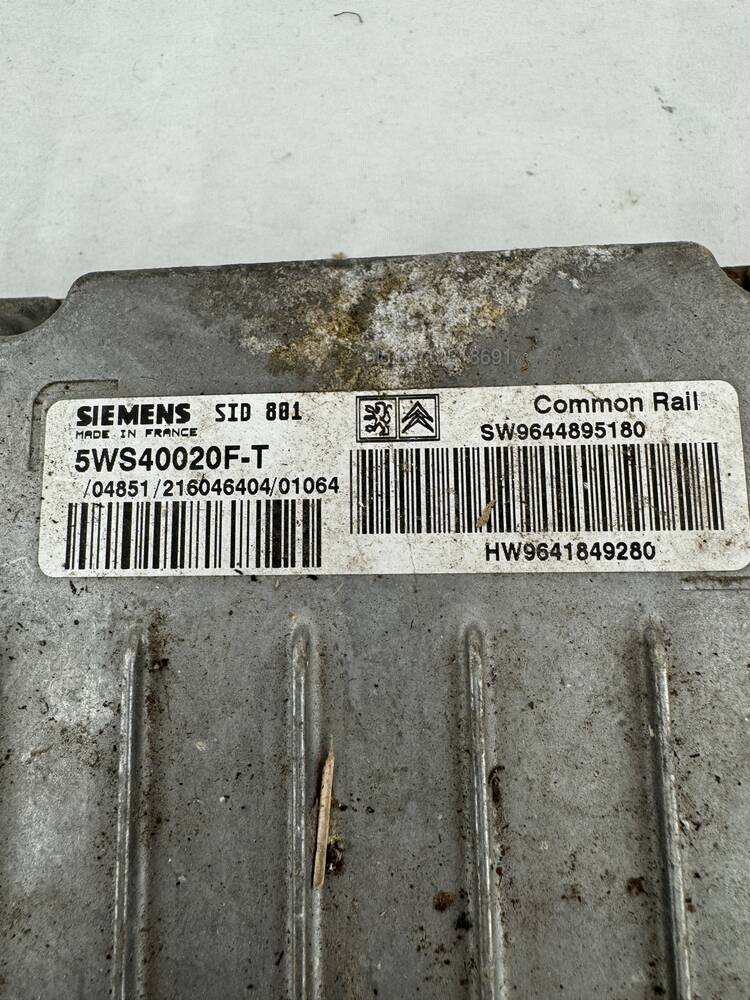 SIEMENS SID 801
MADE IN FRANCE
5WS40020F-T
/04851/216046404/01064
Common Rail
SW9644895180
HW9641849280